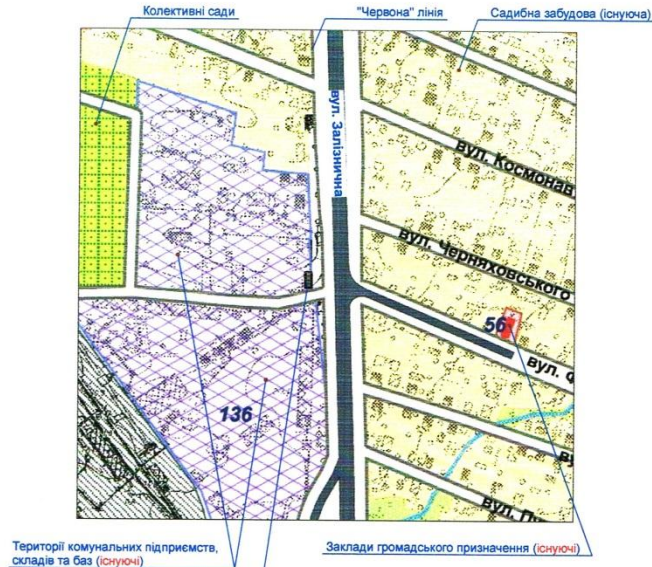 Колективні сади
"Червона" лінія
Садибна забудова (існуюча)
вул. Залізнична
вул. Космонав
вул. Черняховського
56
вул. Ф
136
вул. П
Території комунальних підприємств,
складів та баз (існуючі)
Заклади громадського призначення (існуючі)